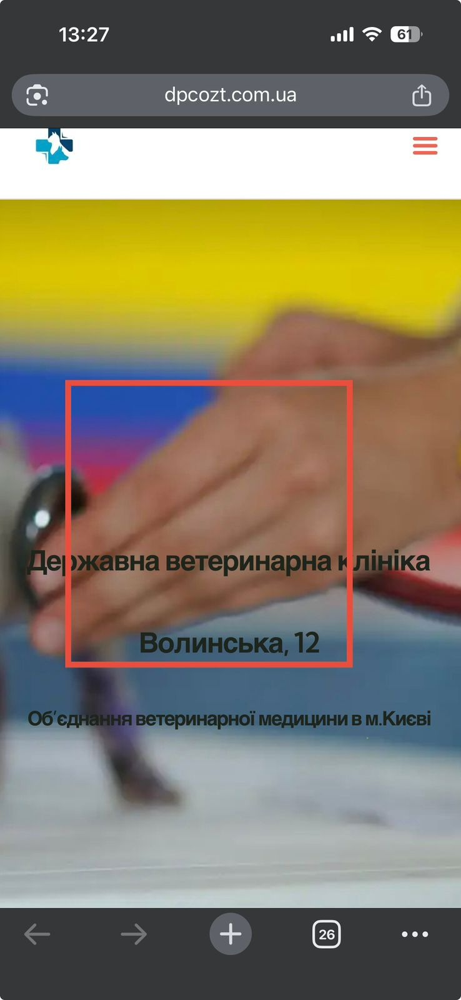 13:27
61
dpcozt.com.ua
Державна ветеринарна клініка
Волинська, 12
Об'єднання ветеринарної медицини в м.Києві
26